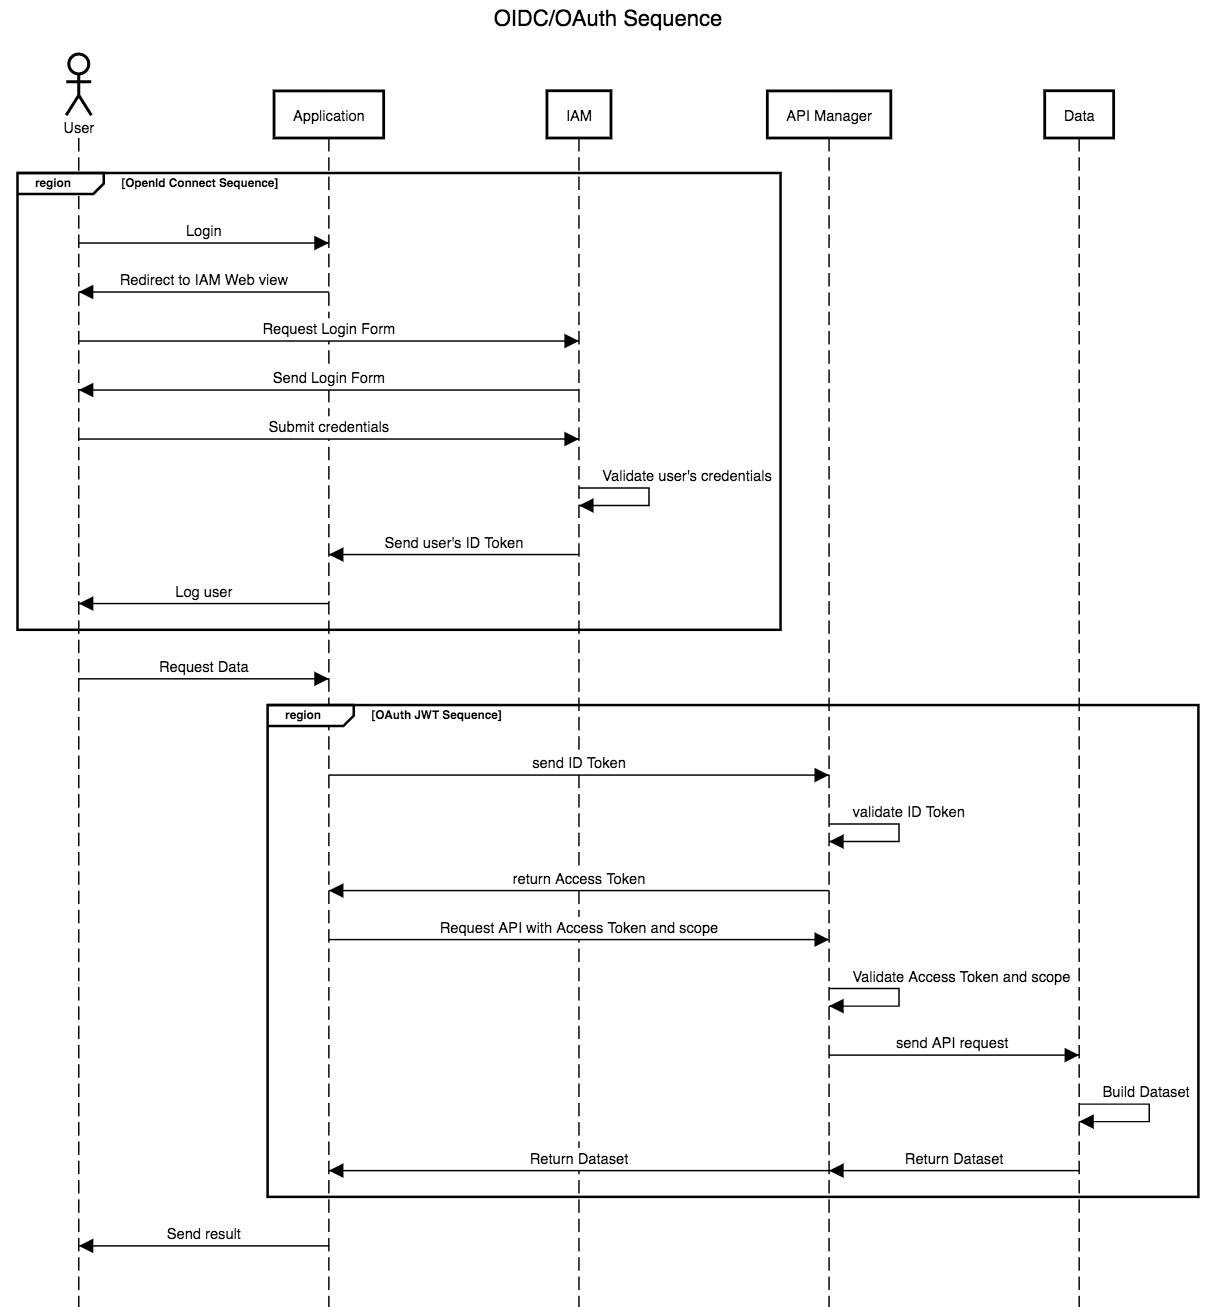 OIDC/OAuth Sequence
User
Application
IAM
API Manager
Data
region
[OpenId Connect Sequence]
Login
Redirect to IAM Web view
Request Login Form
Send Login Form
Submit credentials
Validate user's credentials
Send user's ID Token
Log user
Request Data
region
[OAuth JWT Sequence]
send ID Token
validate ID Token
return Access Token
Request API with Access Token and scope
Validate Access Token and scope
send API request
Build Dataset
Return Dataset
Return Dataset
Send result